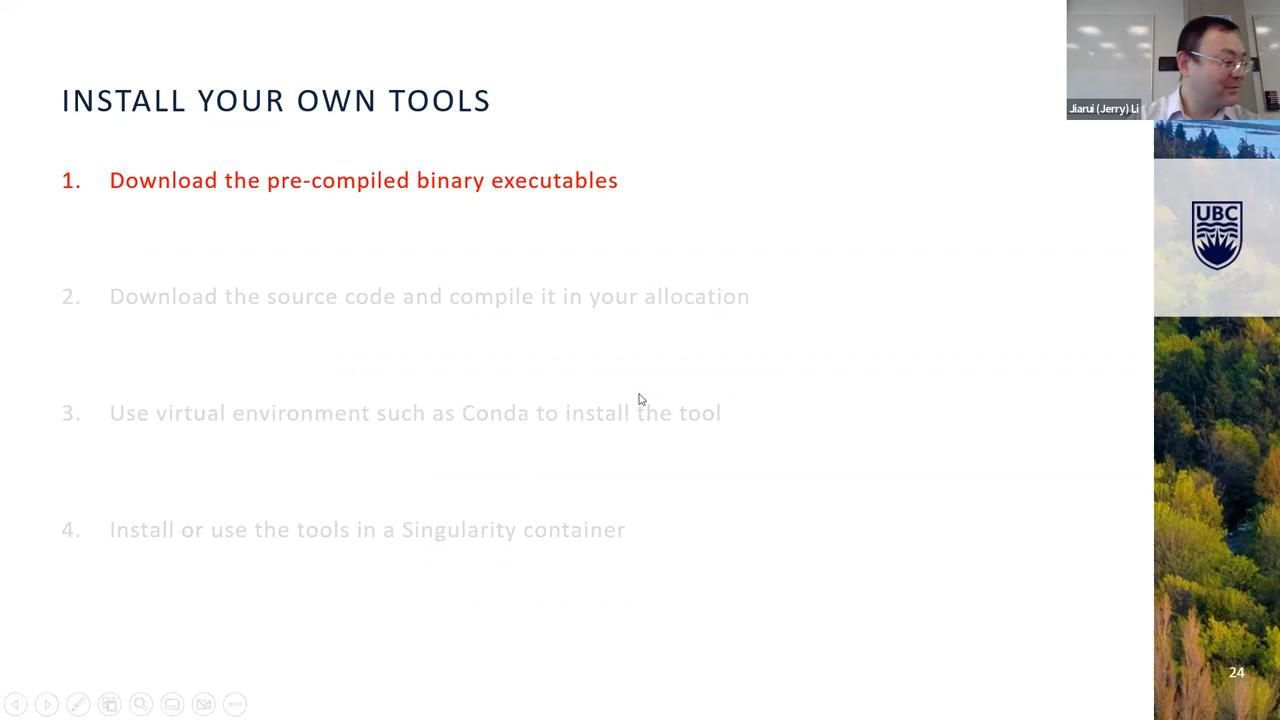 INSTALL YOUR OWN TOOLS
Jiarui (Jerry) Li
1. Download the pre-compiled binary executables
UBC
2. Download the source code and compile it in your allocation
3. Use virtual environment such as Conda to install the tool
4. Install or use the tools in a Singularity container
24